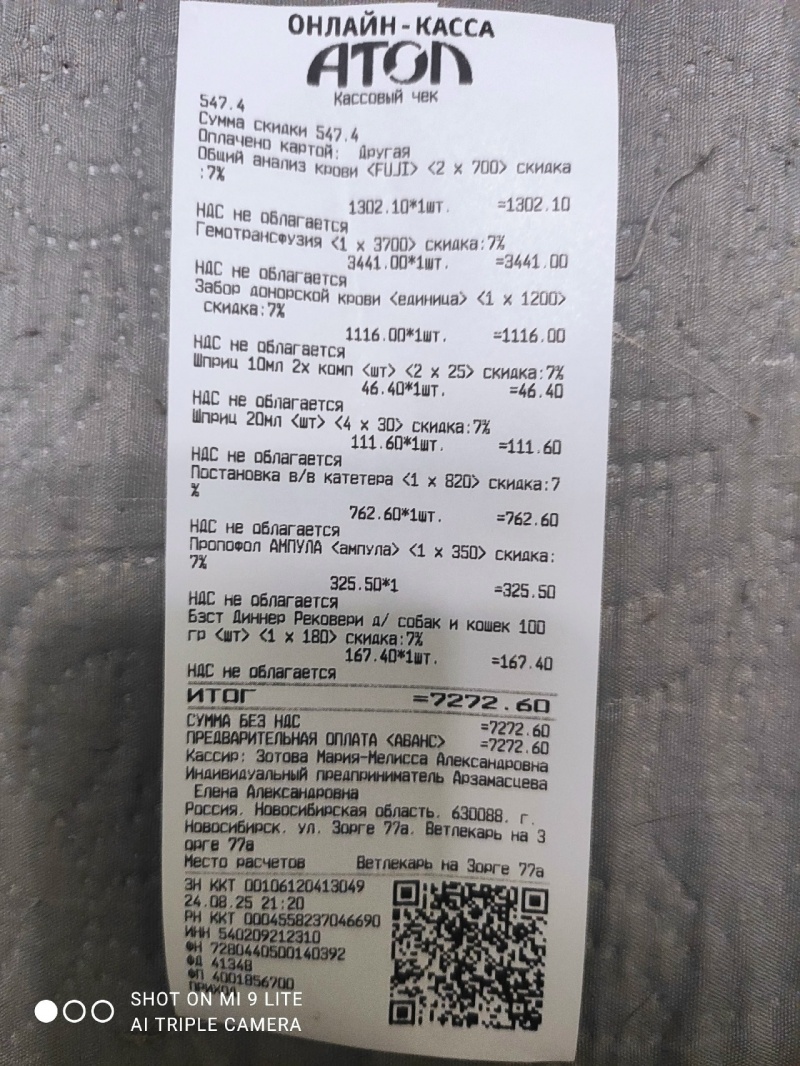 ОНЛАЙН-КАССА
АТОЛ
Кассовый чек
547.4
Сумма скидки 547.4
Оплачено картой: Другая
Общий анализ крови <FUJI> <2 x 700> скидка
:7%
1302.10*1шт. =1302.10
НДС не облагается
Гемотрансфузия <1 x 3700> скидка:7%
3441.00*1шт. =3441.00
НДС не облагается
Забор донорской крови <единица> <1 x 1200>
скидка:7%
1116.00*1шт. =1116.00
НДС не облагается
Шприц 10мл 2х комп <шт> <2 x 25> скидка:7%
46.40*1шт. =46.40
НДС не облагается
Шприц 20мл <шт> <4 x 30> скидка:7%
111.60*1шт. =111.60
НДС не облагается
Постановка в/в катетера <1 x 820> скидка:7
%
762.60*1шт. =762.60
НДС не облагается
Пропофол АМПУЛА <ампула> <1 x 350> скидка:
7%
325.50*1 =325.50
НДС не облагается
Бэст Диннер Рековери д/ собак и кошек 100
гр <шт> <1 x 180> скидка:7%
167.40*1шт. =167.40
НДС не облагается
ИТОГ =7272.60
СУММА БЕЗ НДС =7272.60
ПРЕДВАРИТЕЛЬНАЯ ОПЛАТА <АВАНС> =7272.60
Кассир: Зотова Мария-Мелисса Александровна
Индивидуальный предприниматель Арзамасцева
Елена Александровна
Россия, Новосибирская область, 630088, г.
Новосибирск, ул. Зорге 77а, Ветлекарь на З
орге 77а
Место расчетов Ветлекарь на Зорге 77а
ЗН ККТ 00106120413049
24.08.25 21:20
РН ККТ 0004558237046690
ИНН 540209212310
ФН 7280440500140392
ФД 41348
ФП 4001856700
ПРИХОД
SHOT ON MI 9 LITE
AI TRIPLE CAMERA